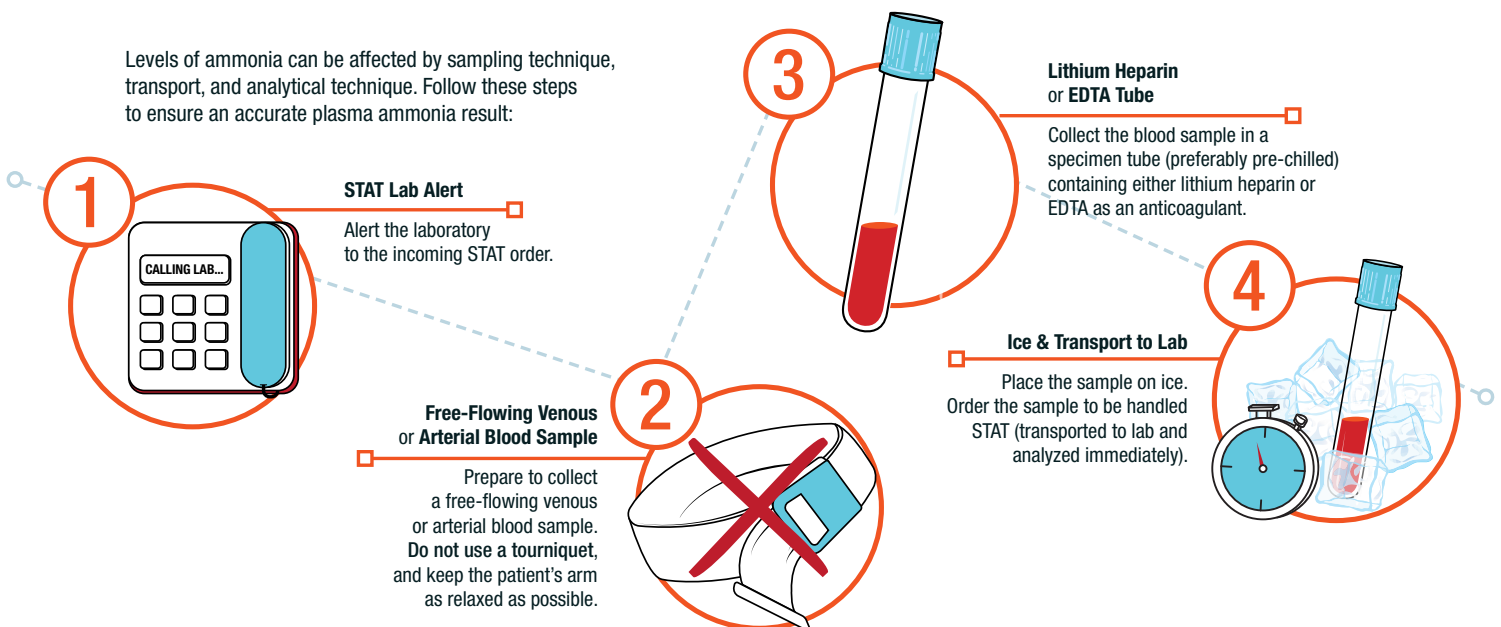 Levels of ammonia can be affected by sampling technique,
transport, and analytical technique. Follow these steps
to ensure an accurate plasma ammonia result:
1
STAT Lab Alert
Alert the laboratory
to the incoming STAT order.
CALLING LAB...
2
Free-Flowing Venous
or Arterial Blood Sample
Prepare to collect
a free-flowing venous
or arterial blood sample.
Do not use a tourniquet,
and keep the patient’s arm
as relaxed as possible.
3
Lithium Heparin
or EDTA Tube
Collect the blood sample in a
specimen tube (preferably pre-chilled)
containing either lithium heparin or
EDTA as an anticoagulant.
4
Ice & Transport to Lab
Place the sample on ice.
Order the sample to be handled
STAT (transported to lab and
analyzed immediately).